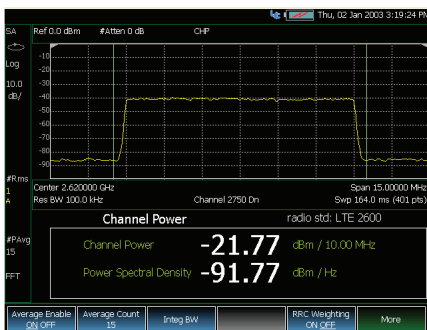 Thu, 02 Jan 2003 3:19:24 PM
SA Ref 0.0 dBm #Atten 0 dB CHP
Log
10.0
dB/
-10
-20
-30
-40
-50
-60
-70
-80
-90
#Rms
1
A
Center 2.620000 GHz Span 15.00000 MHz
Res BW 100.0 kHz Channel 2750 Dn Swp 164.0 ms (401 pts)
Channel Power radio std: LTE 2600
#PAvg
15
FFT
Channel Power -21.77 dBm / 10.00 MHz
Power Spectral Density -91.77 dBm / Hz
Average Enable
ON OFF
Average Count
15
Integ BW
RRC Weighting
ON OFF
More